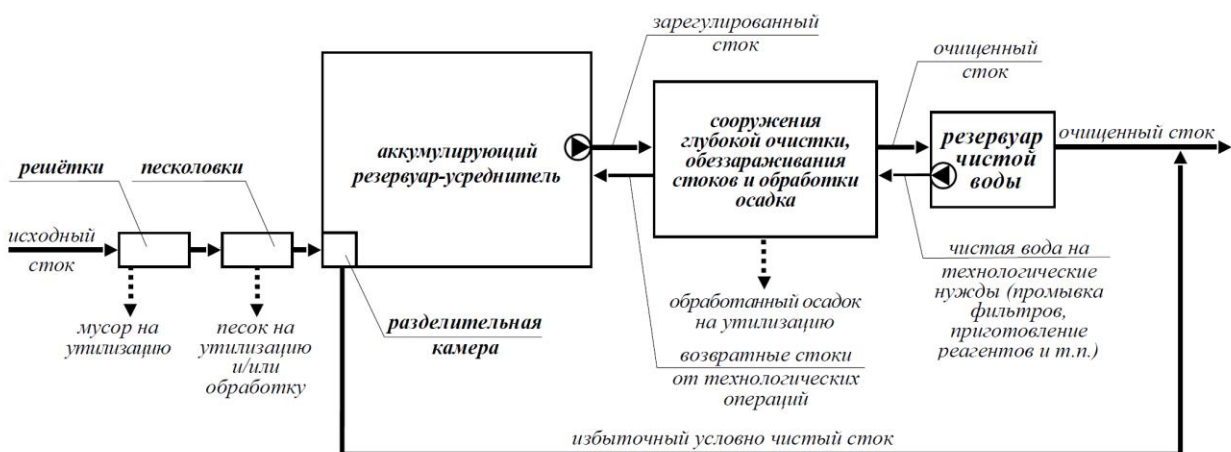 зарегулированный
сток
очищенный
сток
аккумулирующий
резервуар-усреднитель
сооружения
глубокой очистки,
обеззараживания
стоков и обработки
осадка
резервуар
чистой
воды
очищенный сток
решётки
песколовки
исходный
сток
мусор на
утилизацию
песок на
утилизацию
и/или
обработку
разделительная
камера
обработанный осадок
на утилизацию
возвратные стоки
от технологических
операций
чистая вода на
технологические
нужды (промывка
фильтров,
приготовление
реагентов и т.п.)
избыточный условно чистый сток